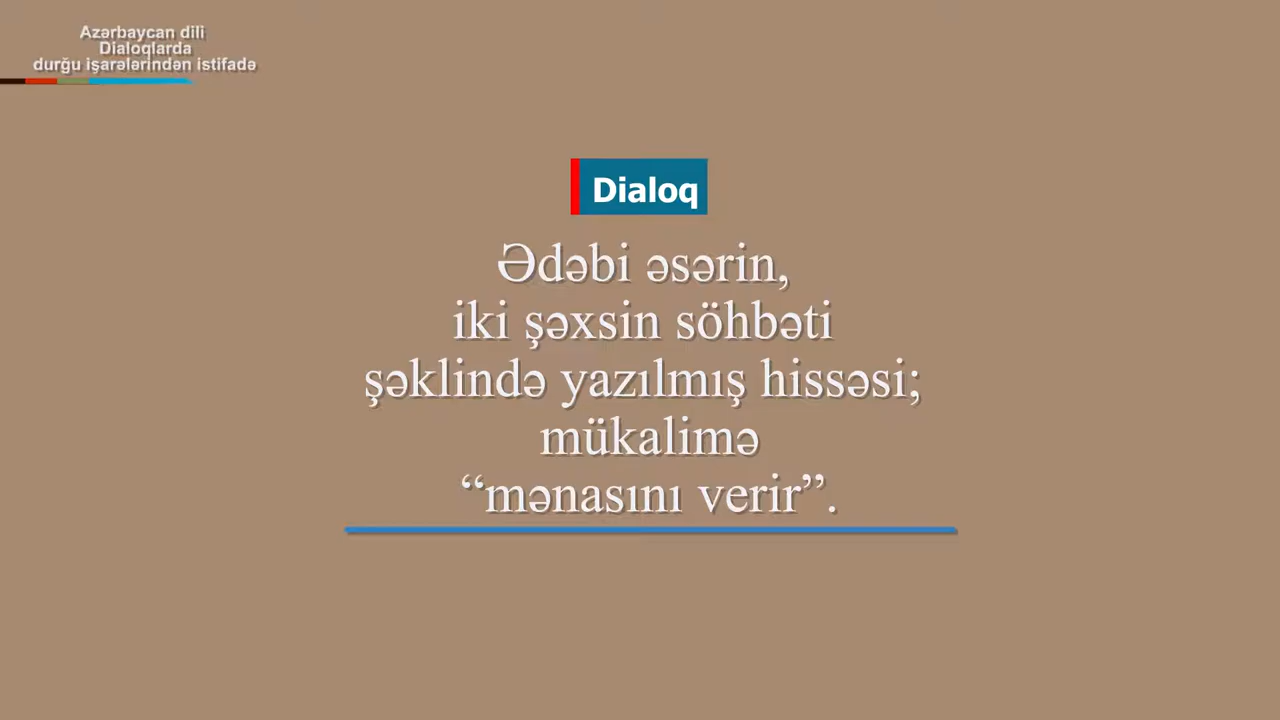 Azərbaycan dili
Dialoqlarda
durğu işarələrindən istifadə
Dialoq
Ədəbi əsərin,
iki şəxsin söhbəti
şəklində yazılmış hissəsi;
mükalimə
“mənasını verir”.